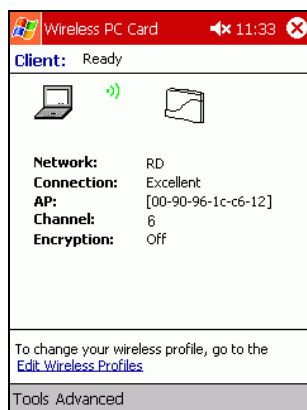 Wireless PC Card 11:33
Client: Ready
Network: RD
Connection: Excellent
AP: [00-90-96-1c-c6-12]
Channel: 6
Encryption: Off
To change your wireless profile, go to the
Edit Wireless Profiles
Tools Advanced